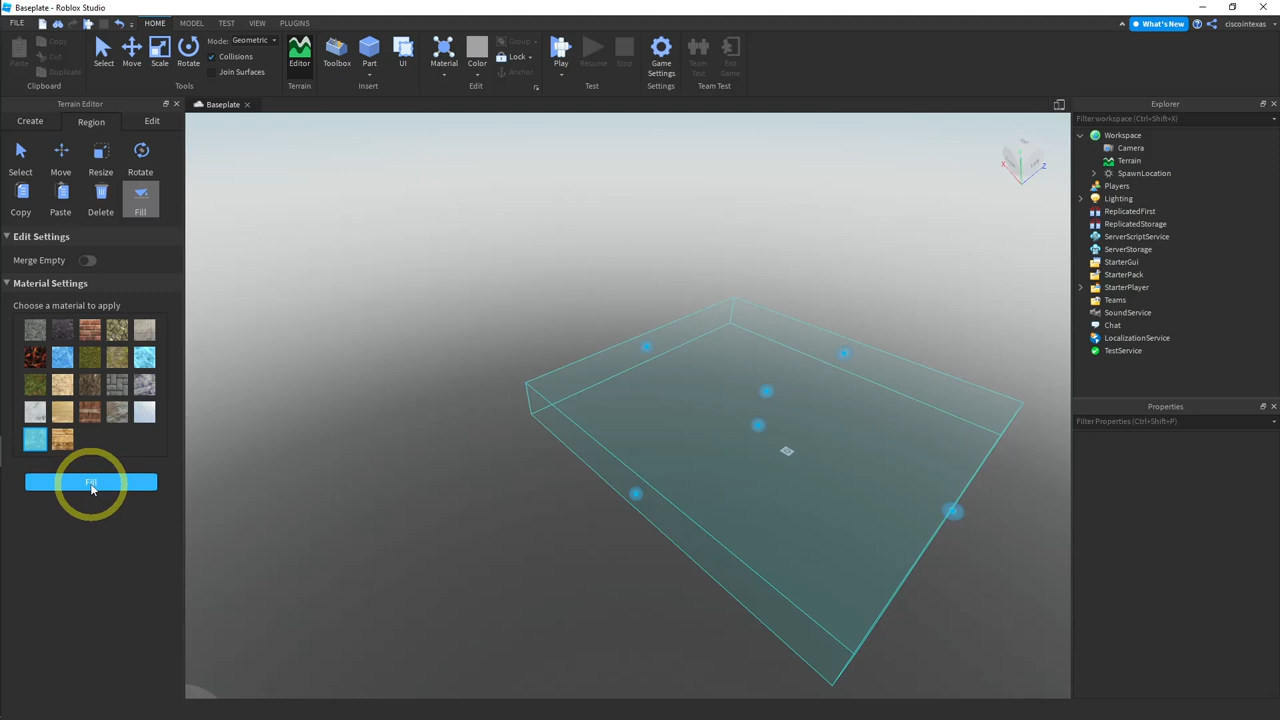 Baseplate - Roblox Studio
FILE HOME MODEL TEST VIEW PLUGINS What's New ciscointexas
Paste Copy Cut Duplicate Select Move Scale Rotate Mode: Geometric Collisions Join Surfaces Editor Toolbox Part UI Material Color Group Lock Anchor Play Resume Stop Game Settings Team Test Exit Game
Clipboard Tools Terrain Insert Edit Test Settings Team Test
Terrain Editor
Create Region Edit
Select Move Resize Rotate
Copy Paste Delete Fill
Edit Settings
Merge Empty
Material Settings
Choose a material to apply
Fill
Baseplate
X Z
Explorer
Filter workspace (Ctrl+Shift+X)
Workspace
Camera
Terrain
SpawnLocation
Players
Lighting
ReplicatedFirst
ReplicatedStorage
ServerScriptService
ServerStorage
StarterGui
StarterPack
StarterPlayer
Teams
SoundService
Chat
LocalizationService
TestService
Properties
Filter Properties (Ctrl+Shift+P)